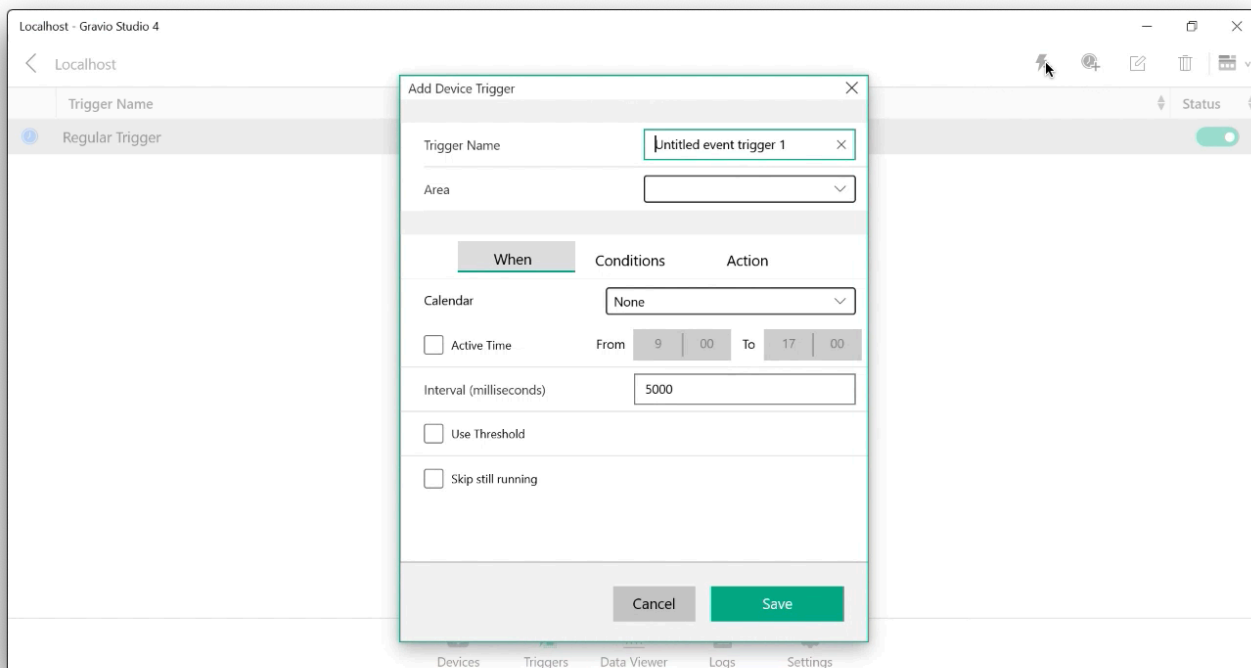 Localhost - Gravio Studio 4
Localhost
Trigger Name Status
Regular Trigger
Add Device Trigger
Trigger Name Untitled event trigger 1
Area
When Conditions Action
Calendar None
Active Time From 9 00 To 17 00
Interval (milliseconds) 5000
Use Threshold
Skip still running
Cancel Save
Devices Triggers Data Viewer Logs Settings